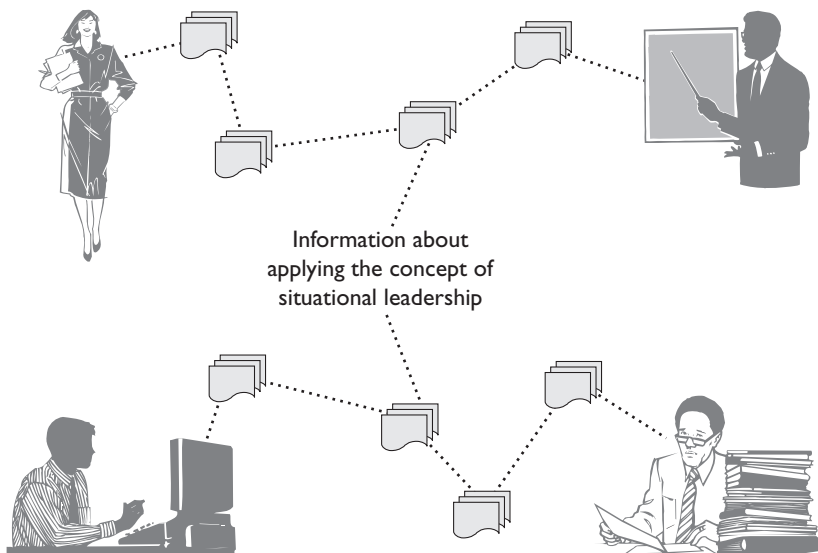 Information about
applying the concept of
situational leadership